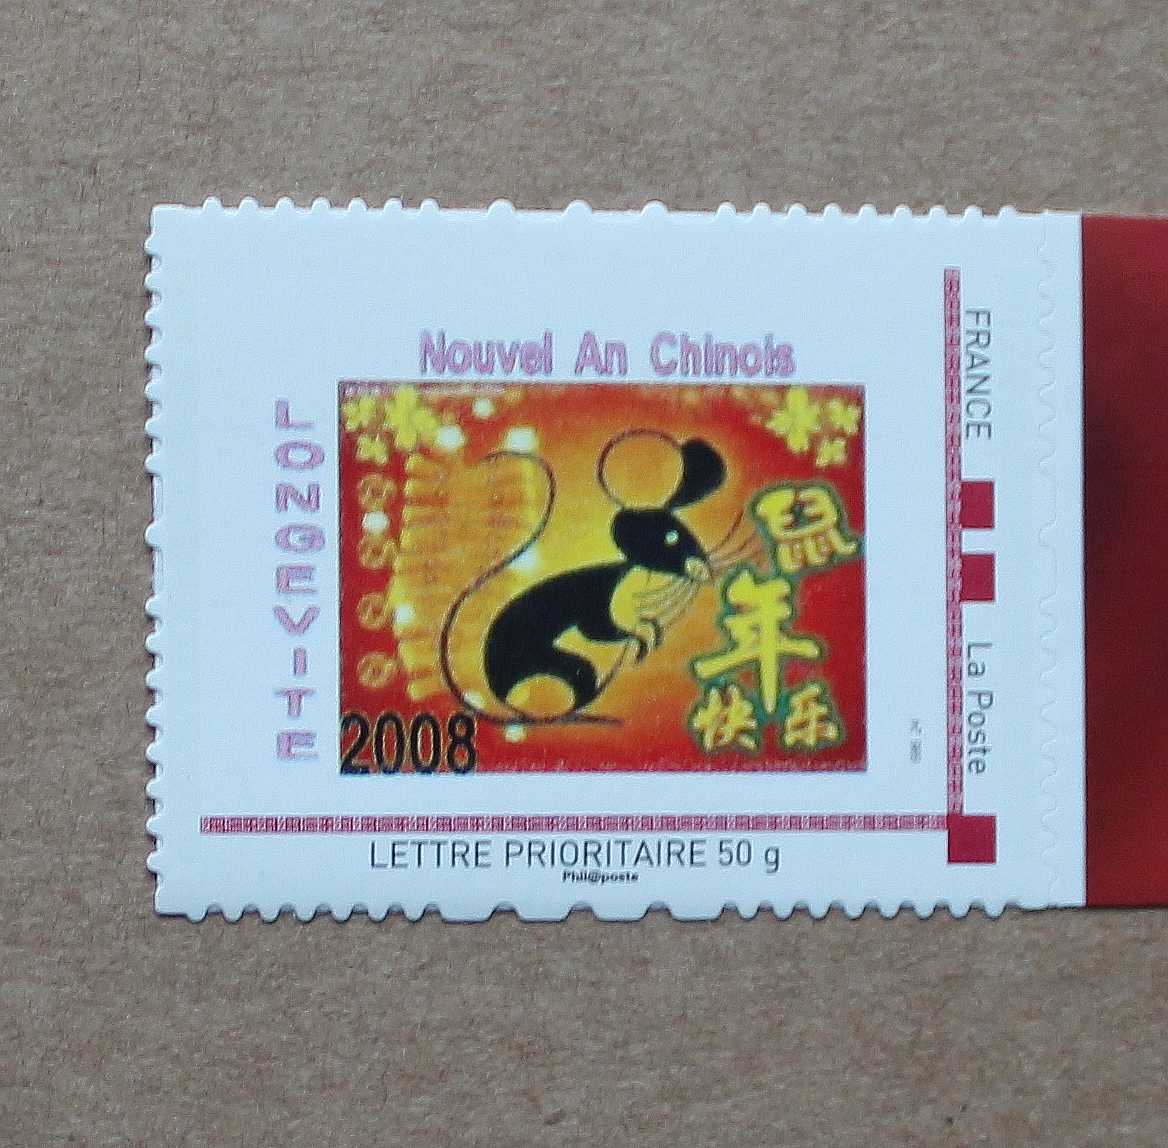 Nouvel An Chinois
LONGEVITE
2008
鼠
年
快乐
FRANCE
La Poste
LETTRE PRIORITAIRE 50 g
Phil@poste